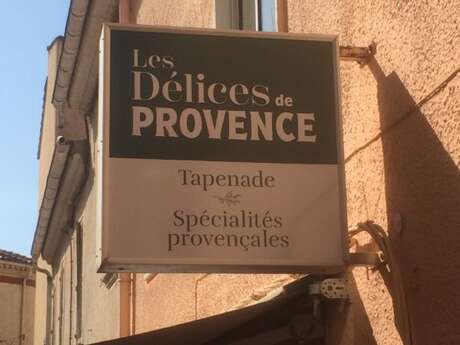 Les
Délices de
PROVENCE
Tapenade
Spécialités
provençales